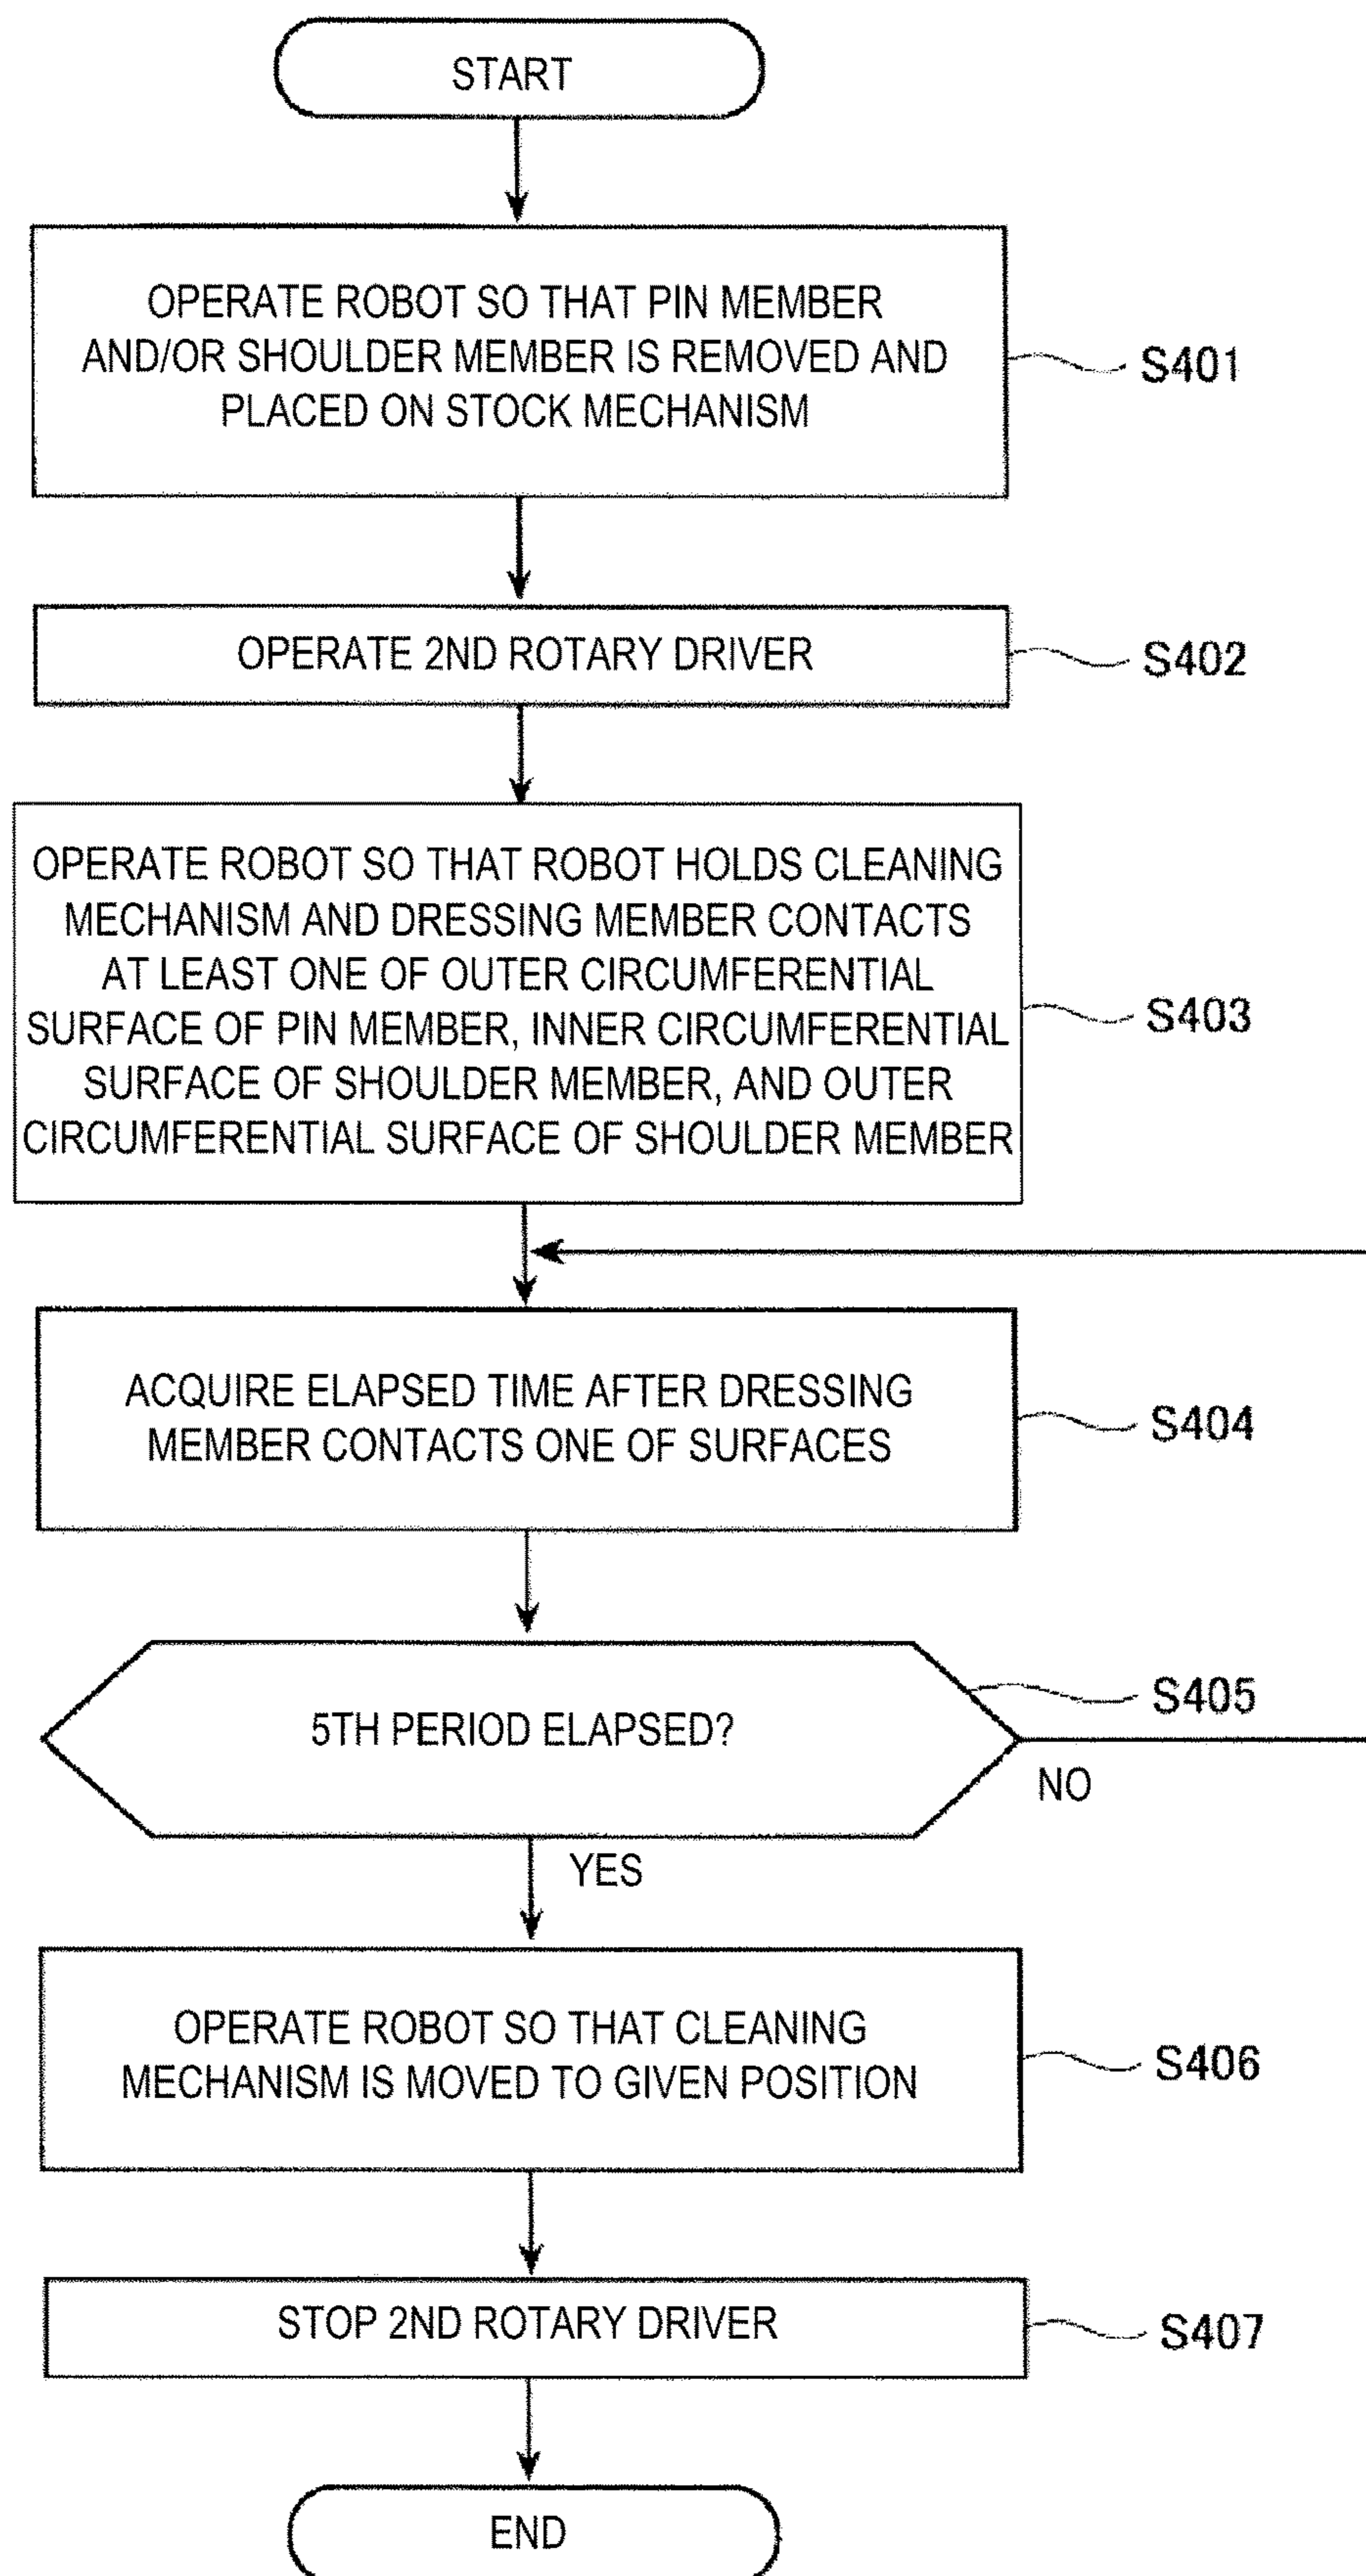 START
OPERATE ROBOT SO THAT PIN MEMBER
AND/OR SHOULDER MEMBER IS REMOVED AND
PLACED ON STOCK MECHANISM
S401
OPERATE 2ND ROTARY DRIVER
S402
OPERATE ROBOT SO THAT ROBOT HOLDS CLEANING
MECHANISM AND DRESSING MEMBER CONTACTS
AT LEAST ONE OF OUTER CIRCUMFERENTIAL
SURFACE OF PIN MEMBER, INNER CIRCUMFERENTIAL
SURFACE OF SHOULDER MEMBER, AND OUTER
CIRCUMFERENTIAL SURFACE OF SHOULDER MEMBER
S403
ACQUIRE ELAPSED TIME AFTER DRESSING
MEMBER CONTACTS ONE OF SURFACES
S404
5TH PERIOD ELAPSED?
S405
NO
YES
OPERATE ROBOT SO THAT CLEANING
MECHANISM IS MOVED TO GIVEN POSITION
S406
STOP 2ND ROTARY DRIVER
S407
END